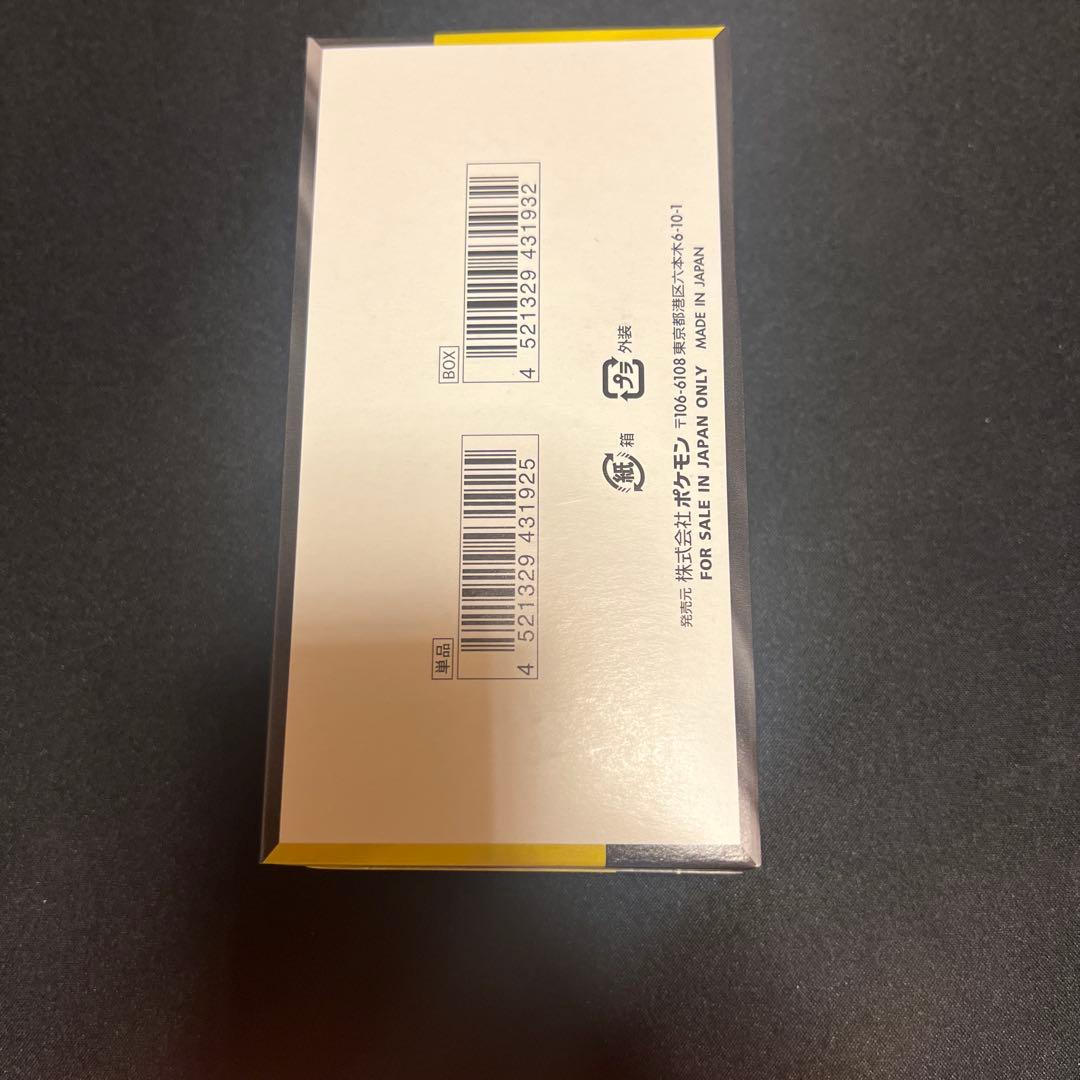 単品
4 521329 431925
BOX
4 521329 431932
紙 箱
プラ 外装
発売元 株式会社 ポケモン 〒106-6108 東京都港区六本木6-10-1
FOR SALE IN JAPAN ONLY MADE IN JAPAN